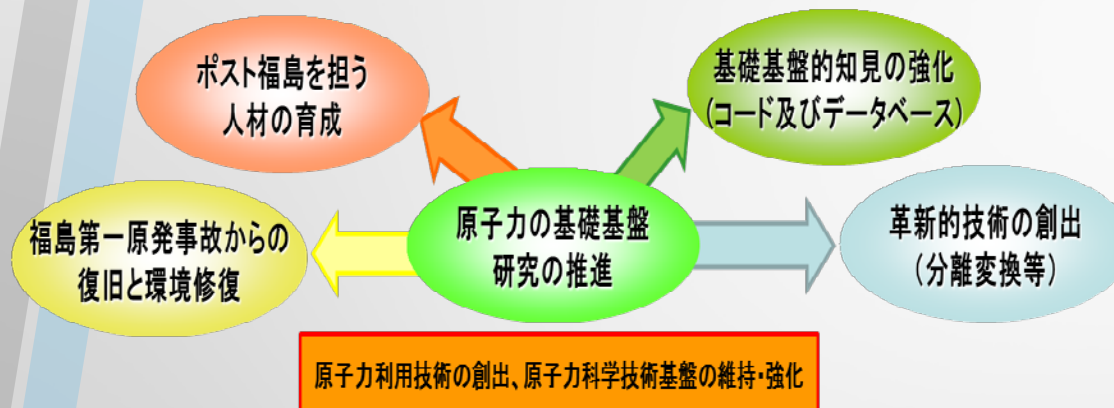 ポスト福島を担う
人材の育成
基礎基盤的知見の強化
(コード及びデータベース)
福島第一原発事故からの
復旧と環境修復
原子力の基礎基盤
研究の推進
革新的技術の創出
(分離変換等)
原子力利用技術の創出、原子力科学技術基盤の維持・強化